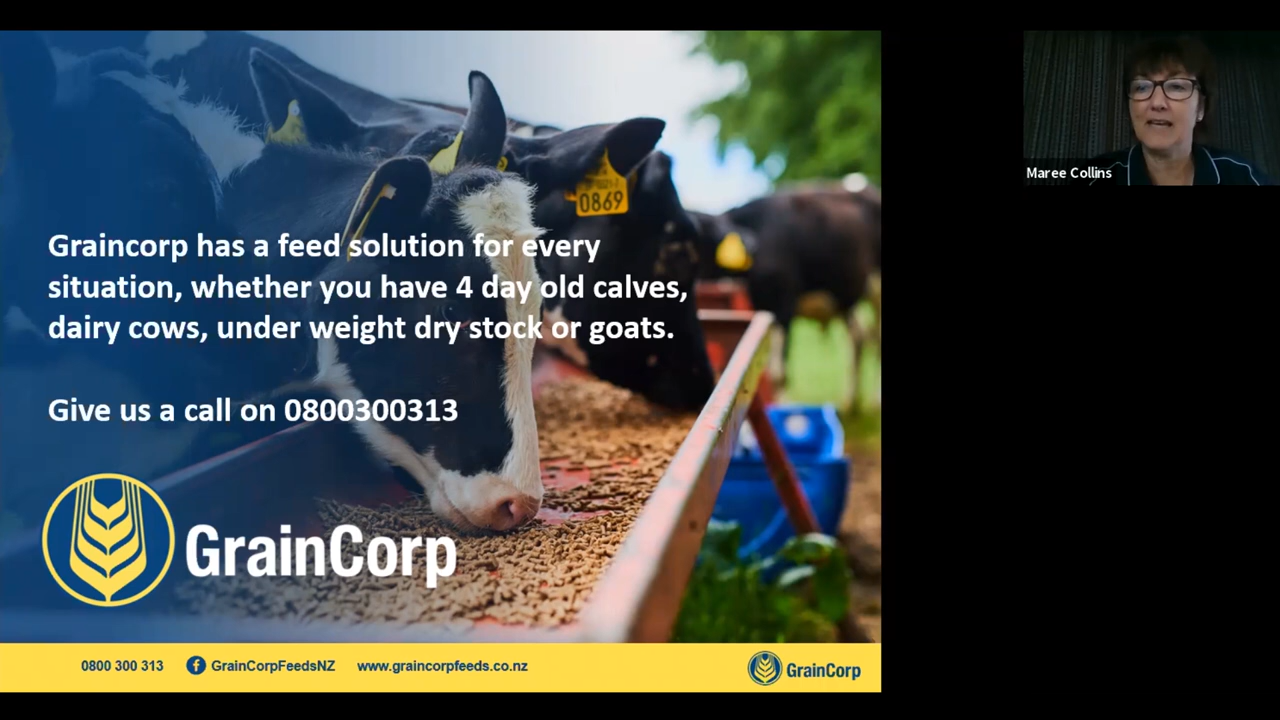 Graincorp has a feed solution for every
situation, whether you have 4 day old calves,
dairy cows, under weight dry stock or goats.
Give us a call on 0800300313
GrainCorp
0800 300 313 GrainCorpFeedsNZ www.graincorpfeeds.co.nz GrainCorp
0869
Maree Collins